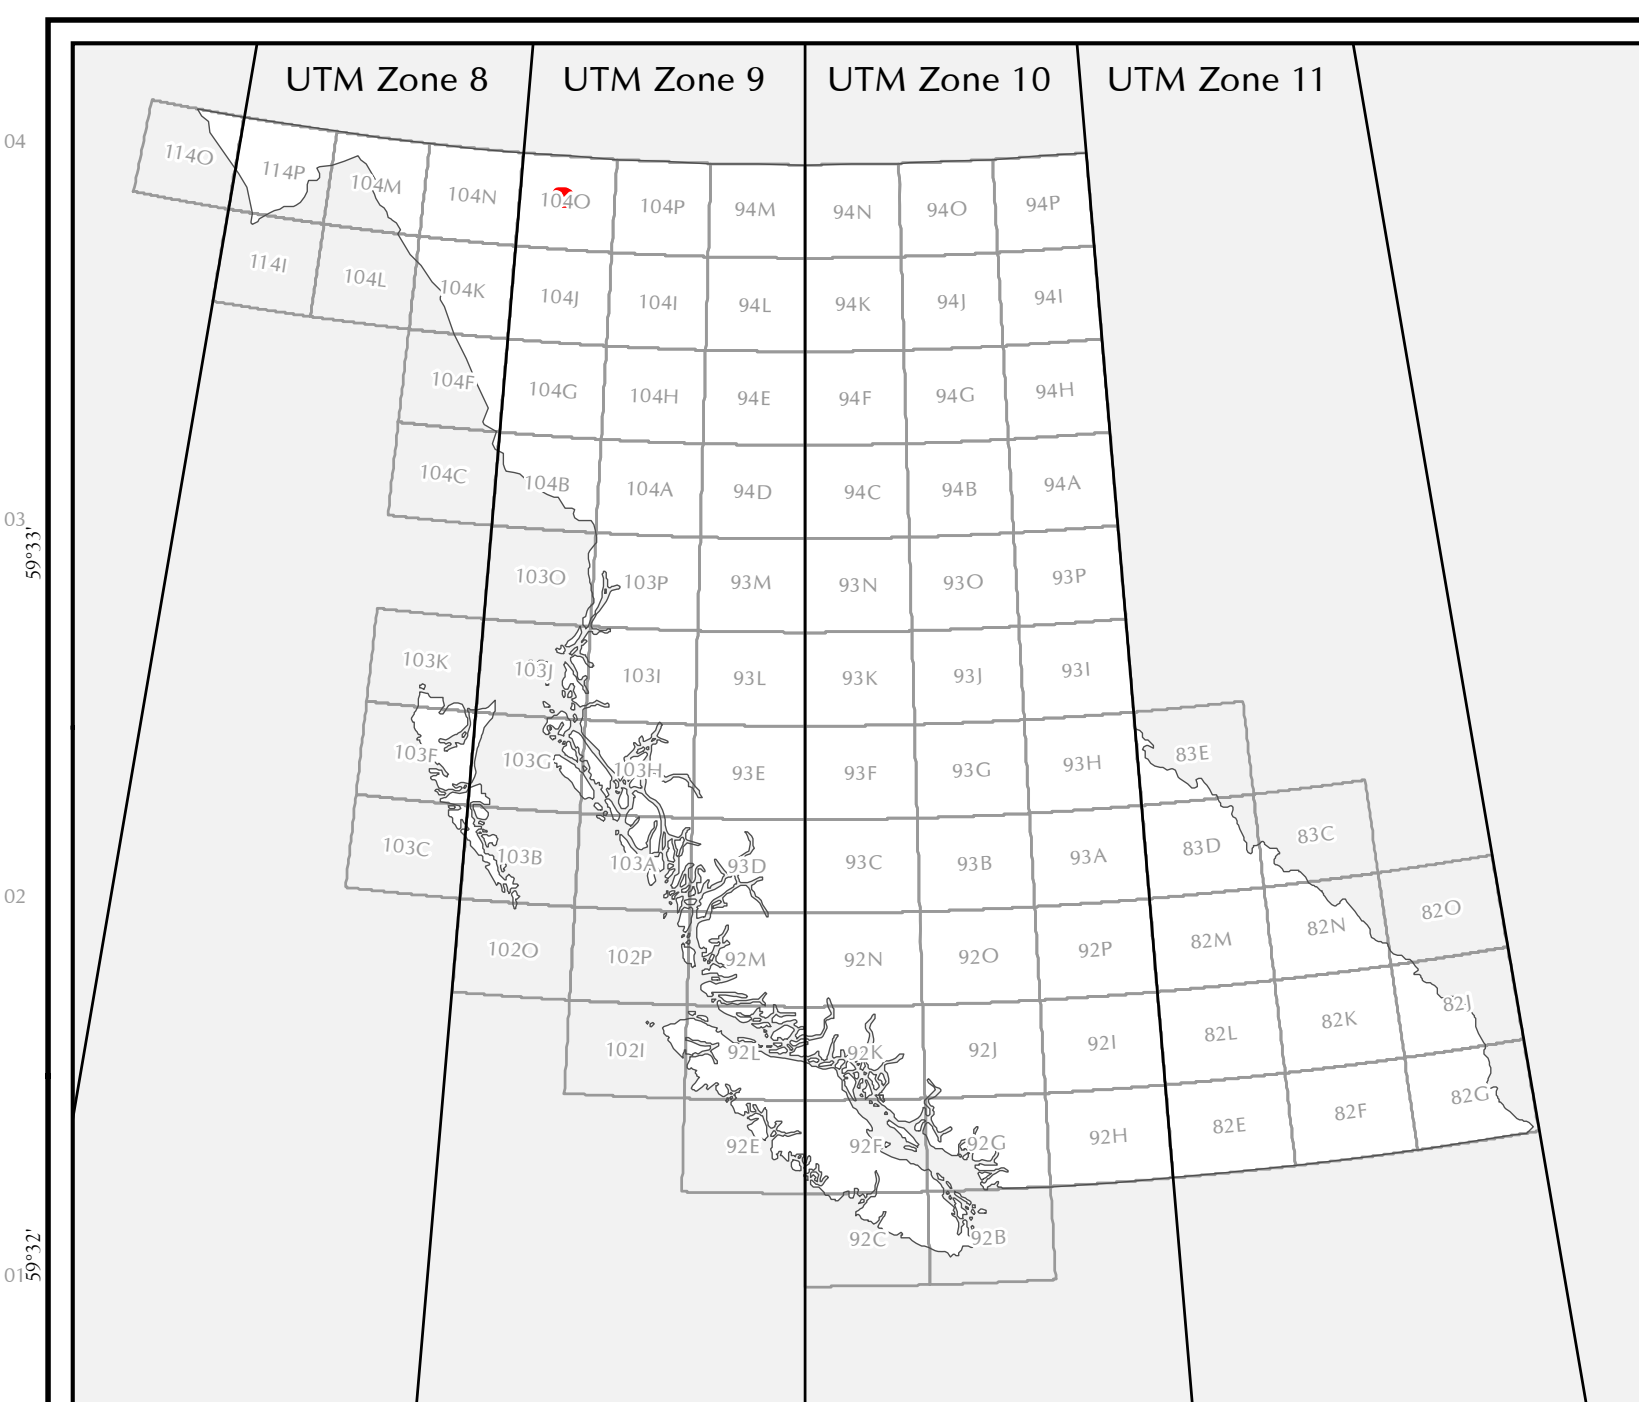 UTM Zone 8 UTM Zone 9 UTM Zone 10 UTM Zone 11
04
114O 114P 104M 104N 104O 104P 94M 94N 94O 94P
114I 104L 104K 104J 104I 94L 94K 94J 94I
104F 104G 104H 94E 94F 94G 94H
104C 104B 104A 94D 94C 94B 94A
03
59°33'
103O 103P 93M 93N 93O 93P
103K 103J 103I 93L 93K 93J 93I
103F 103G 103H 93E 93F 93G 93H 83E
103C 103B 103A 93D 93C 93B 93A 83D 83C
02
102O 102P 92M 92N 92O 92P 82M 82N 82O
102I 92L 92K 92J 92I 82L 82K 82J
92E 92F 92G 92H 82E 82F 82G
92C 92B
01
59°32'